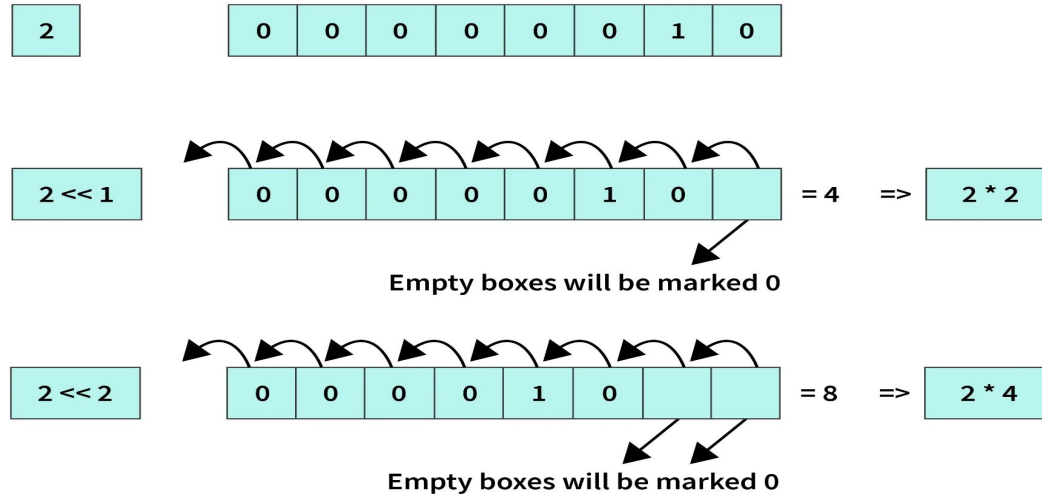 2 0 0 0 0 0 0 1 0
2 << 1 0 0 0 0 0 1 0 = 4 => 2 * 2
Empty boxes will be marked 0
2 << 2 0 0 0 0 1 0 = 8 => 2 * 4
Empty boxes will be marked 0